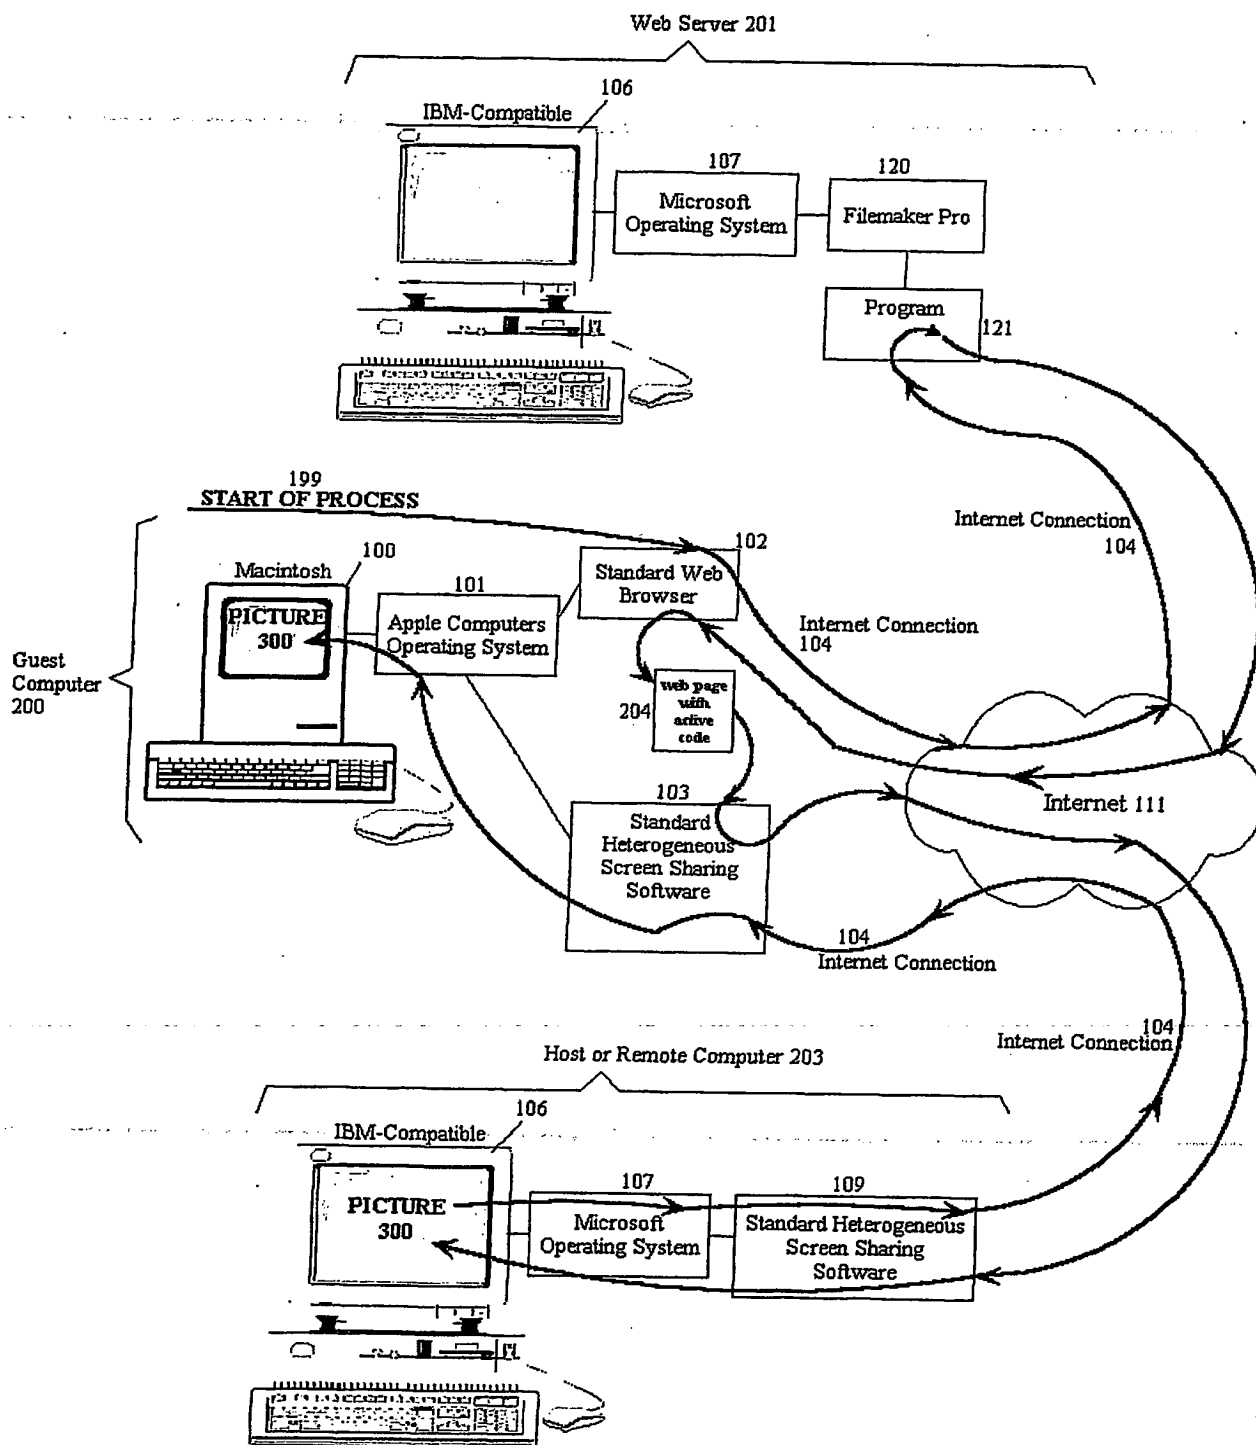 Web Server 201
106
IBM-Compatible
107
Microsoft
Operating System
120
Filemaker Pro
Program
121
199
START OF PROCESS
Internet Connection
104
102
Standard Web
Browser
100
Macintosh
101
Apple Computers
Operating System
PICTURE
300
Internet Connection
104
Guest
Computer
200
web page
with
active
code
204
103
Standard
Heterogeneous
Screen Sharing
Software
Internet 111
104
Internet Connection
104
Internet Connection
Host or Remote Computer 203
106
IBM-Compatible
107
109
PICTURE
300
Microsoft
Operating System
Standard Heterogeneous
Screen Sharing
Software